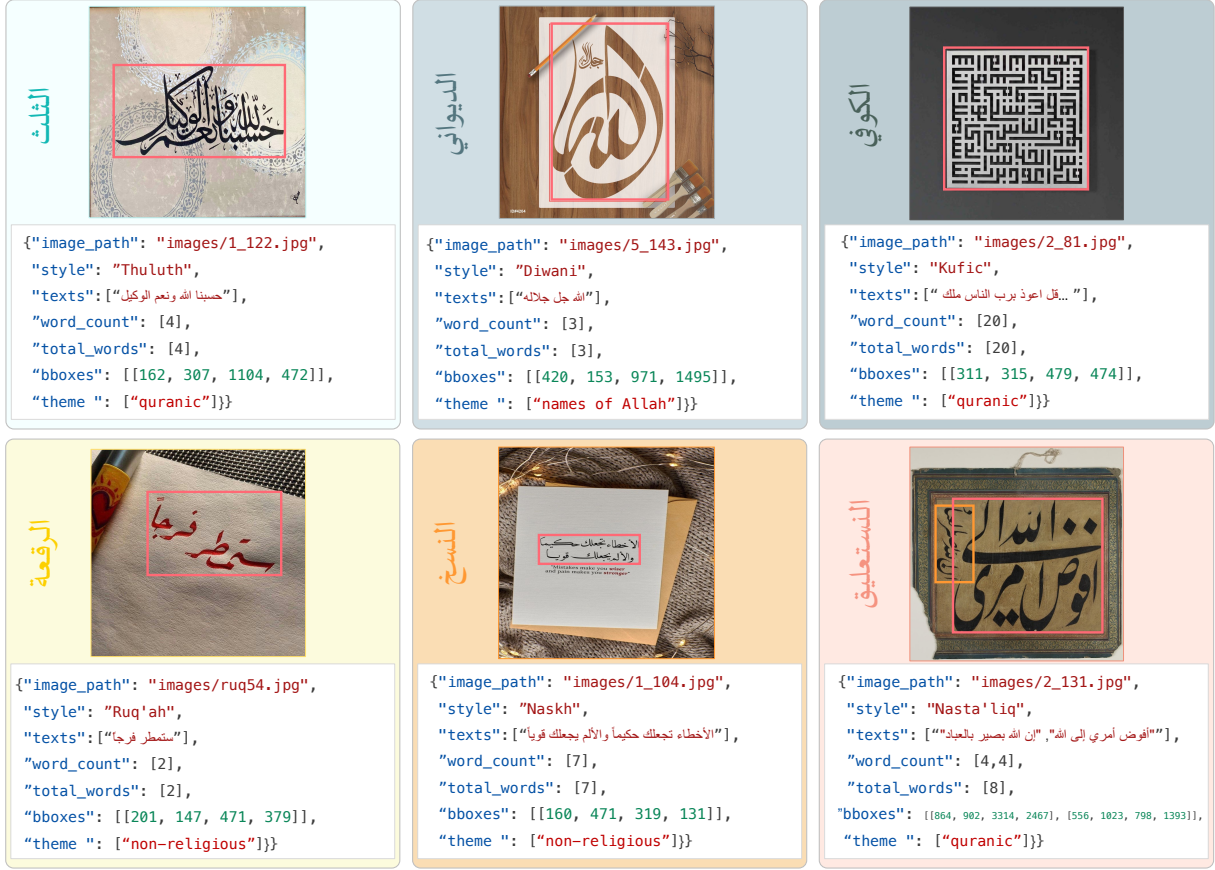 الثلث
حسبنا الله ونعم الوكيل
{"image_path": "images/1_122.jpg",
"style": ”Thuluth",
"texts":[“حسبنا الله ونعم الوكيل”],
”word_count": [4],
”total_words": [4],
“bboxes": [[162, 307, 1104, 472]],
“theme ": [“quranic”]}}
الديواني
الله
جل جلاله
{"image_path": "images/5_143.jpg",
"style": ”Diwani",
"texts":[“الله جل جلاله”],
”word_count": [3],
”total_words": [3],
“bboxes": [[420, 153, 971, 1495]],
“theme ": [“names of Allah”]}}
الكوفي
{"image_path": "images/2_81.jpg",
"style": "Kufic",
"texts":[“ قل اعوذ برب الناس ملك... ”],
”word_count": [20],
"total_words": [20],
"bboxes": [[311, 315, 479, 474]],
“theme ": [“quranic”]}}
الرقعة
ستمطر فرجاً
{"image_path": "images/ruq54.jpg",
"style": ”Ruq'ah",
"texts":[“ستمطر فرجاً”],
“word_count": [2],
"total_words": [2],
“bboxes": [[201, 147, 471, 379]],
“theme ": [“non-religious”]}}
النسخ
الأخطاء تجعلك حكيماً
والألم يجعلك قوياً
"Mistakes make you wiser
and pain makes you stronger"
{"image_path": "images/1_104.jpg",
"style": ”Naskh",
"texts":[“الأخطاء تجعلك حكيماً والألم يجعلك قوياً”],
“word_count": [7],
”total_words": [7],
“bboxes": [[160, 471, 319, 131]],
“theme ": [“non-religious”]}}
النستعليق
أفوض أمري إلى الله
{"image_path": "images/2_131.jpg",
"style": "Nasta'liq",
"texts": [“"أفوض أمري إلى الله", "إن الله بصير بالعباد"”],
"word_count": [4,4],
"total_words": [8],
"bboxes": [[864, 902, 3314, 2467], [556, 1023, 798, 1393]],
“theme ": [“quranic”]}}